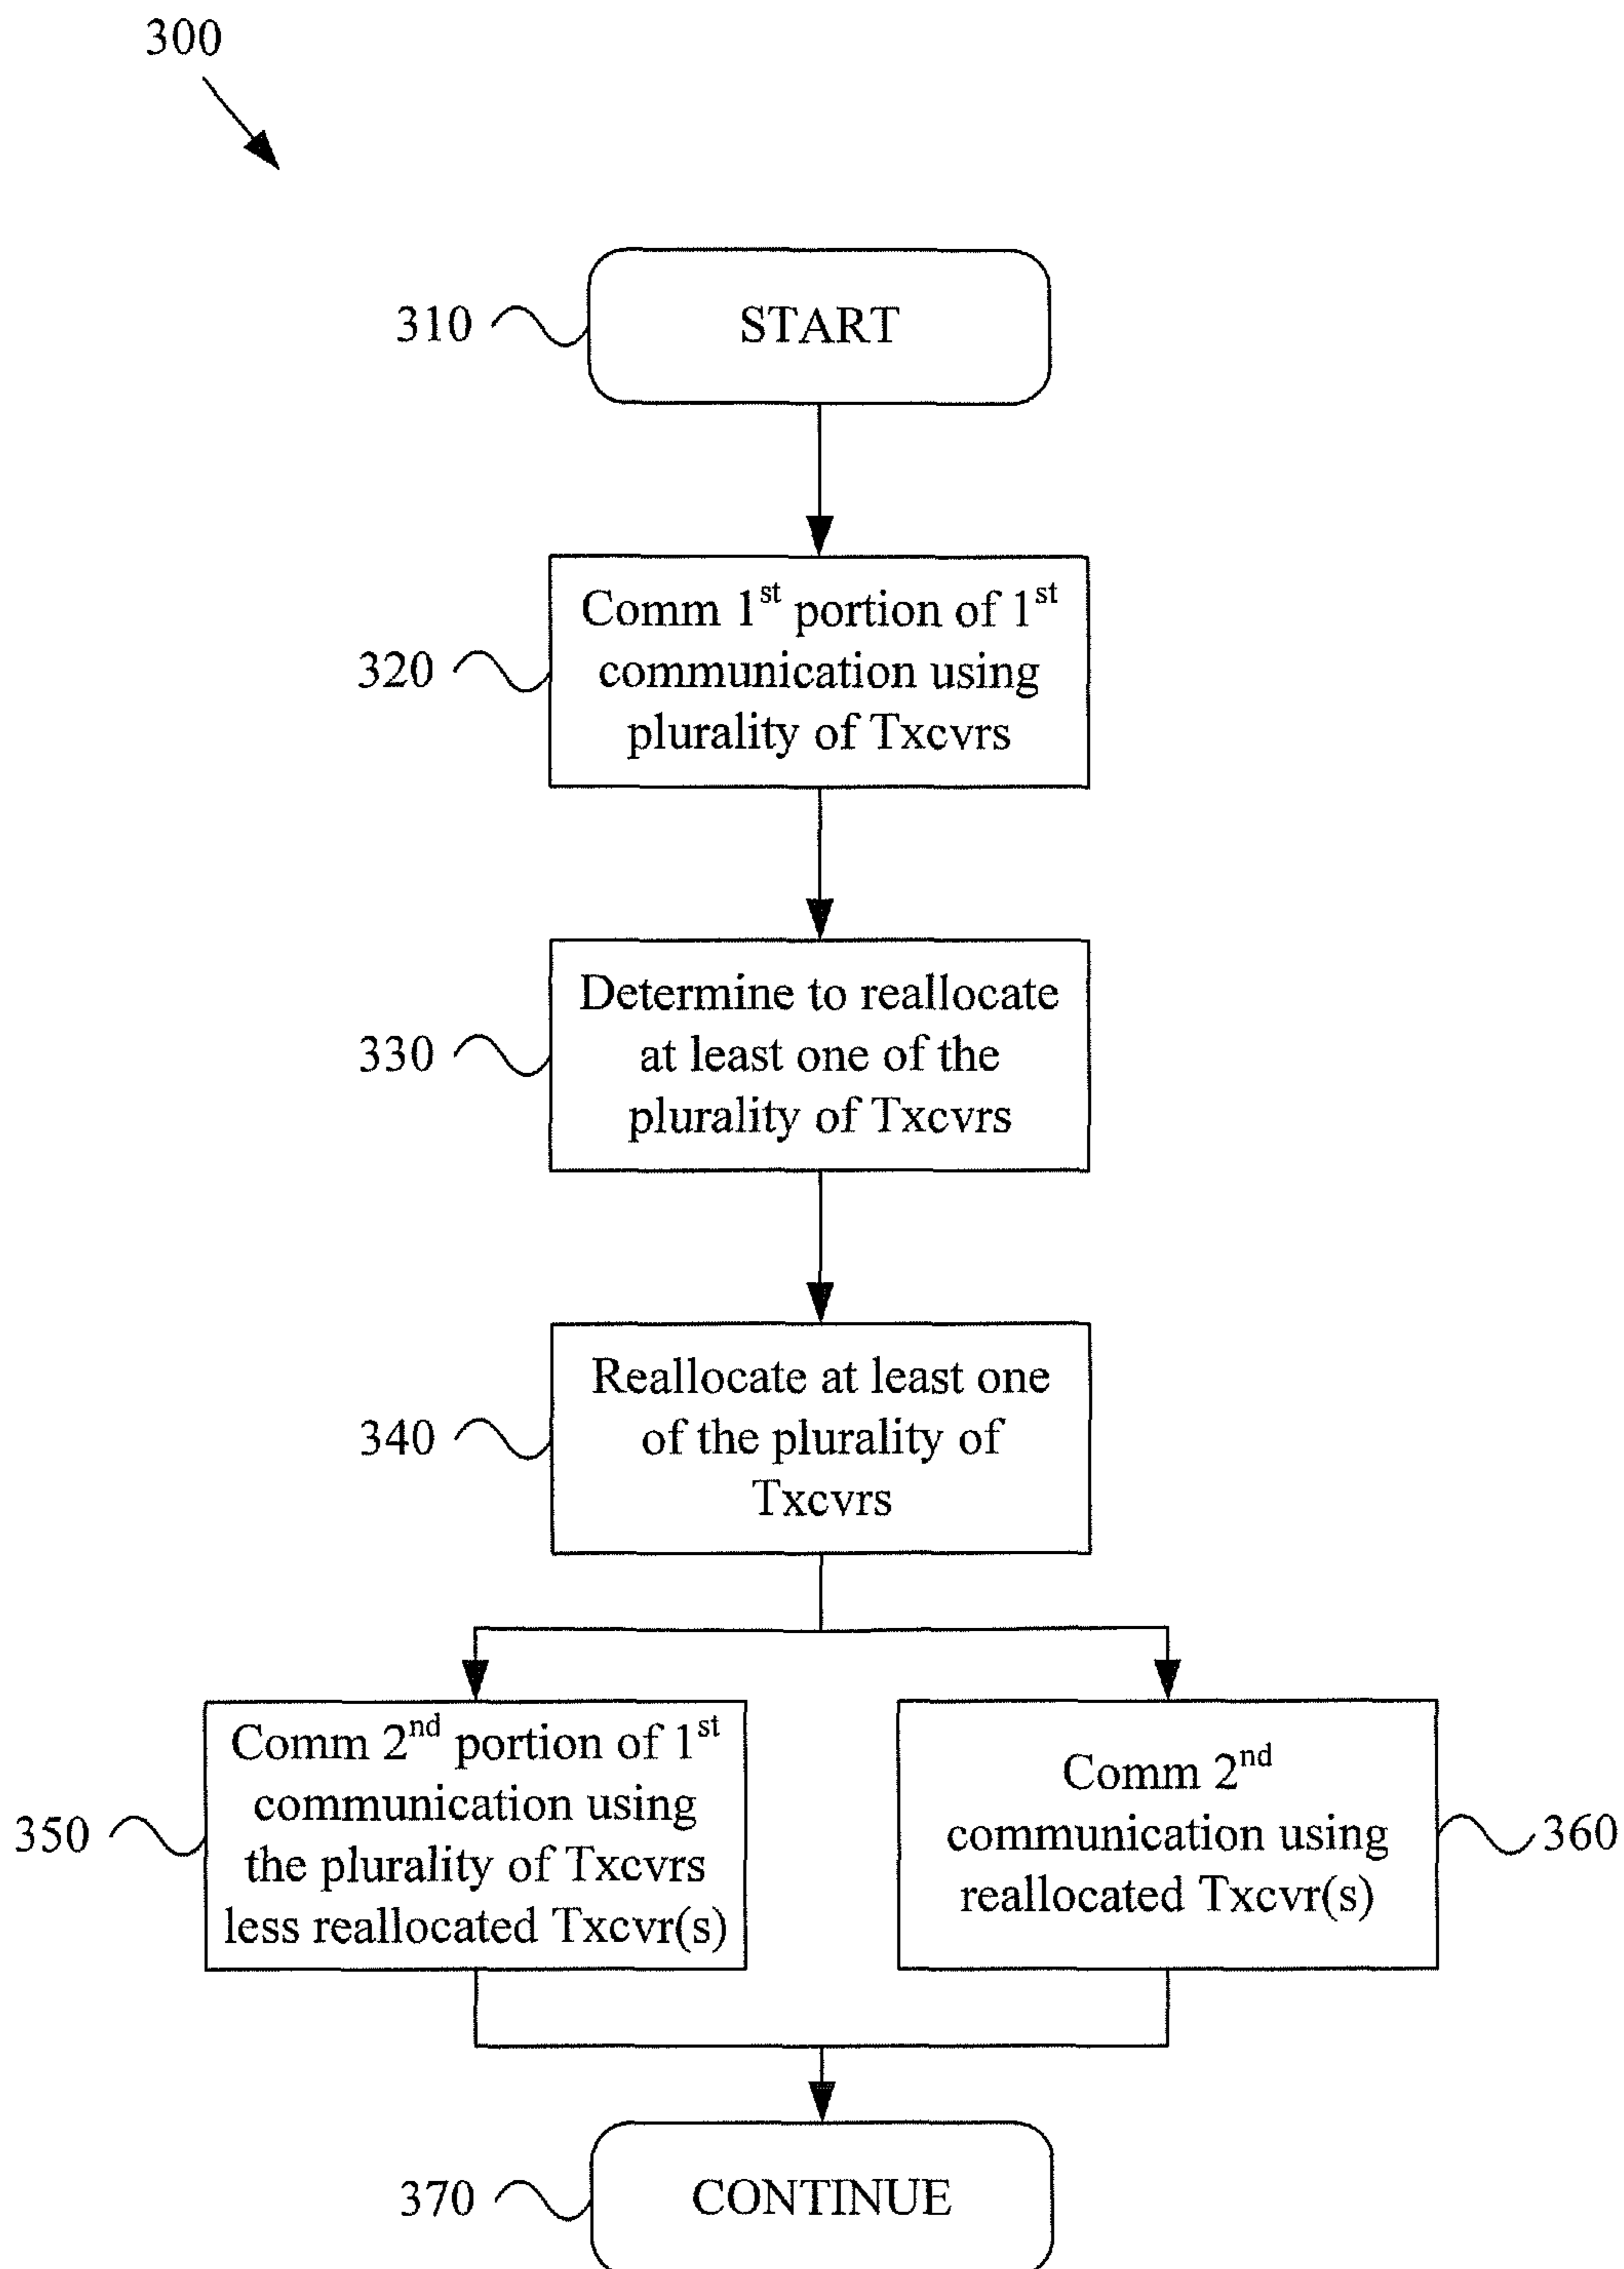 300
310
START
320
Comm 1st portion of 1st
communication using
plurality of Txcvrs
330
Determine to reallocate
at least one of the
plurality of Txcvrs
340
Reallocate at least one
of the plurality of
Txcvrs
350
Comm 2nd portion of 1st
communication using
the plurality of Txcvrs
less reallocated Txcvr(s)
Comm 2nd
communication using
reallocated Txcvr(s)
360
370
CONTINUE